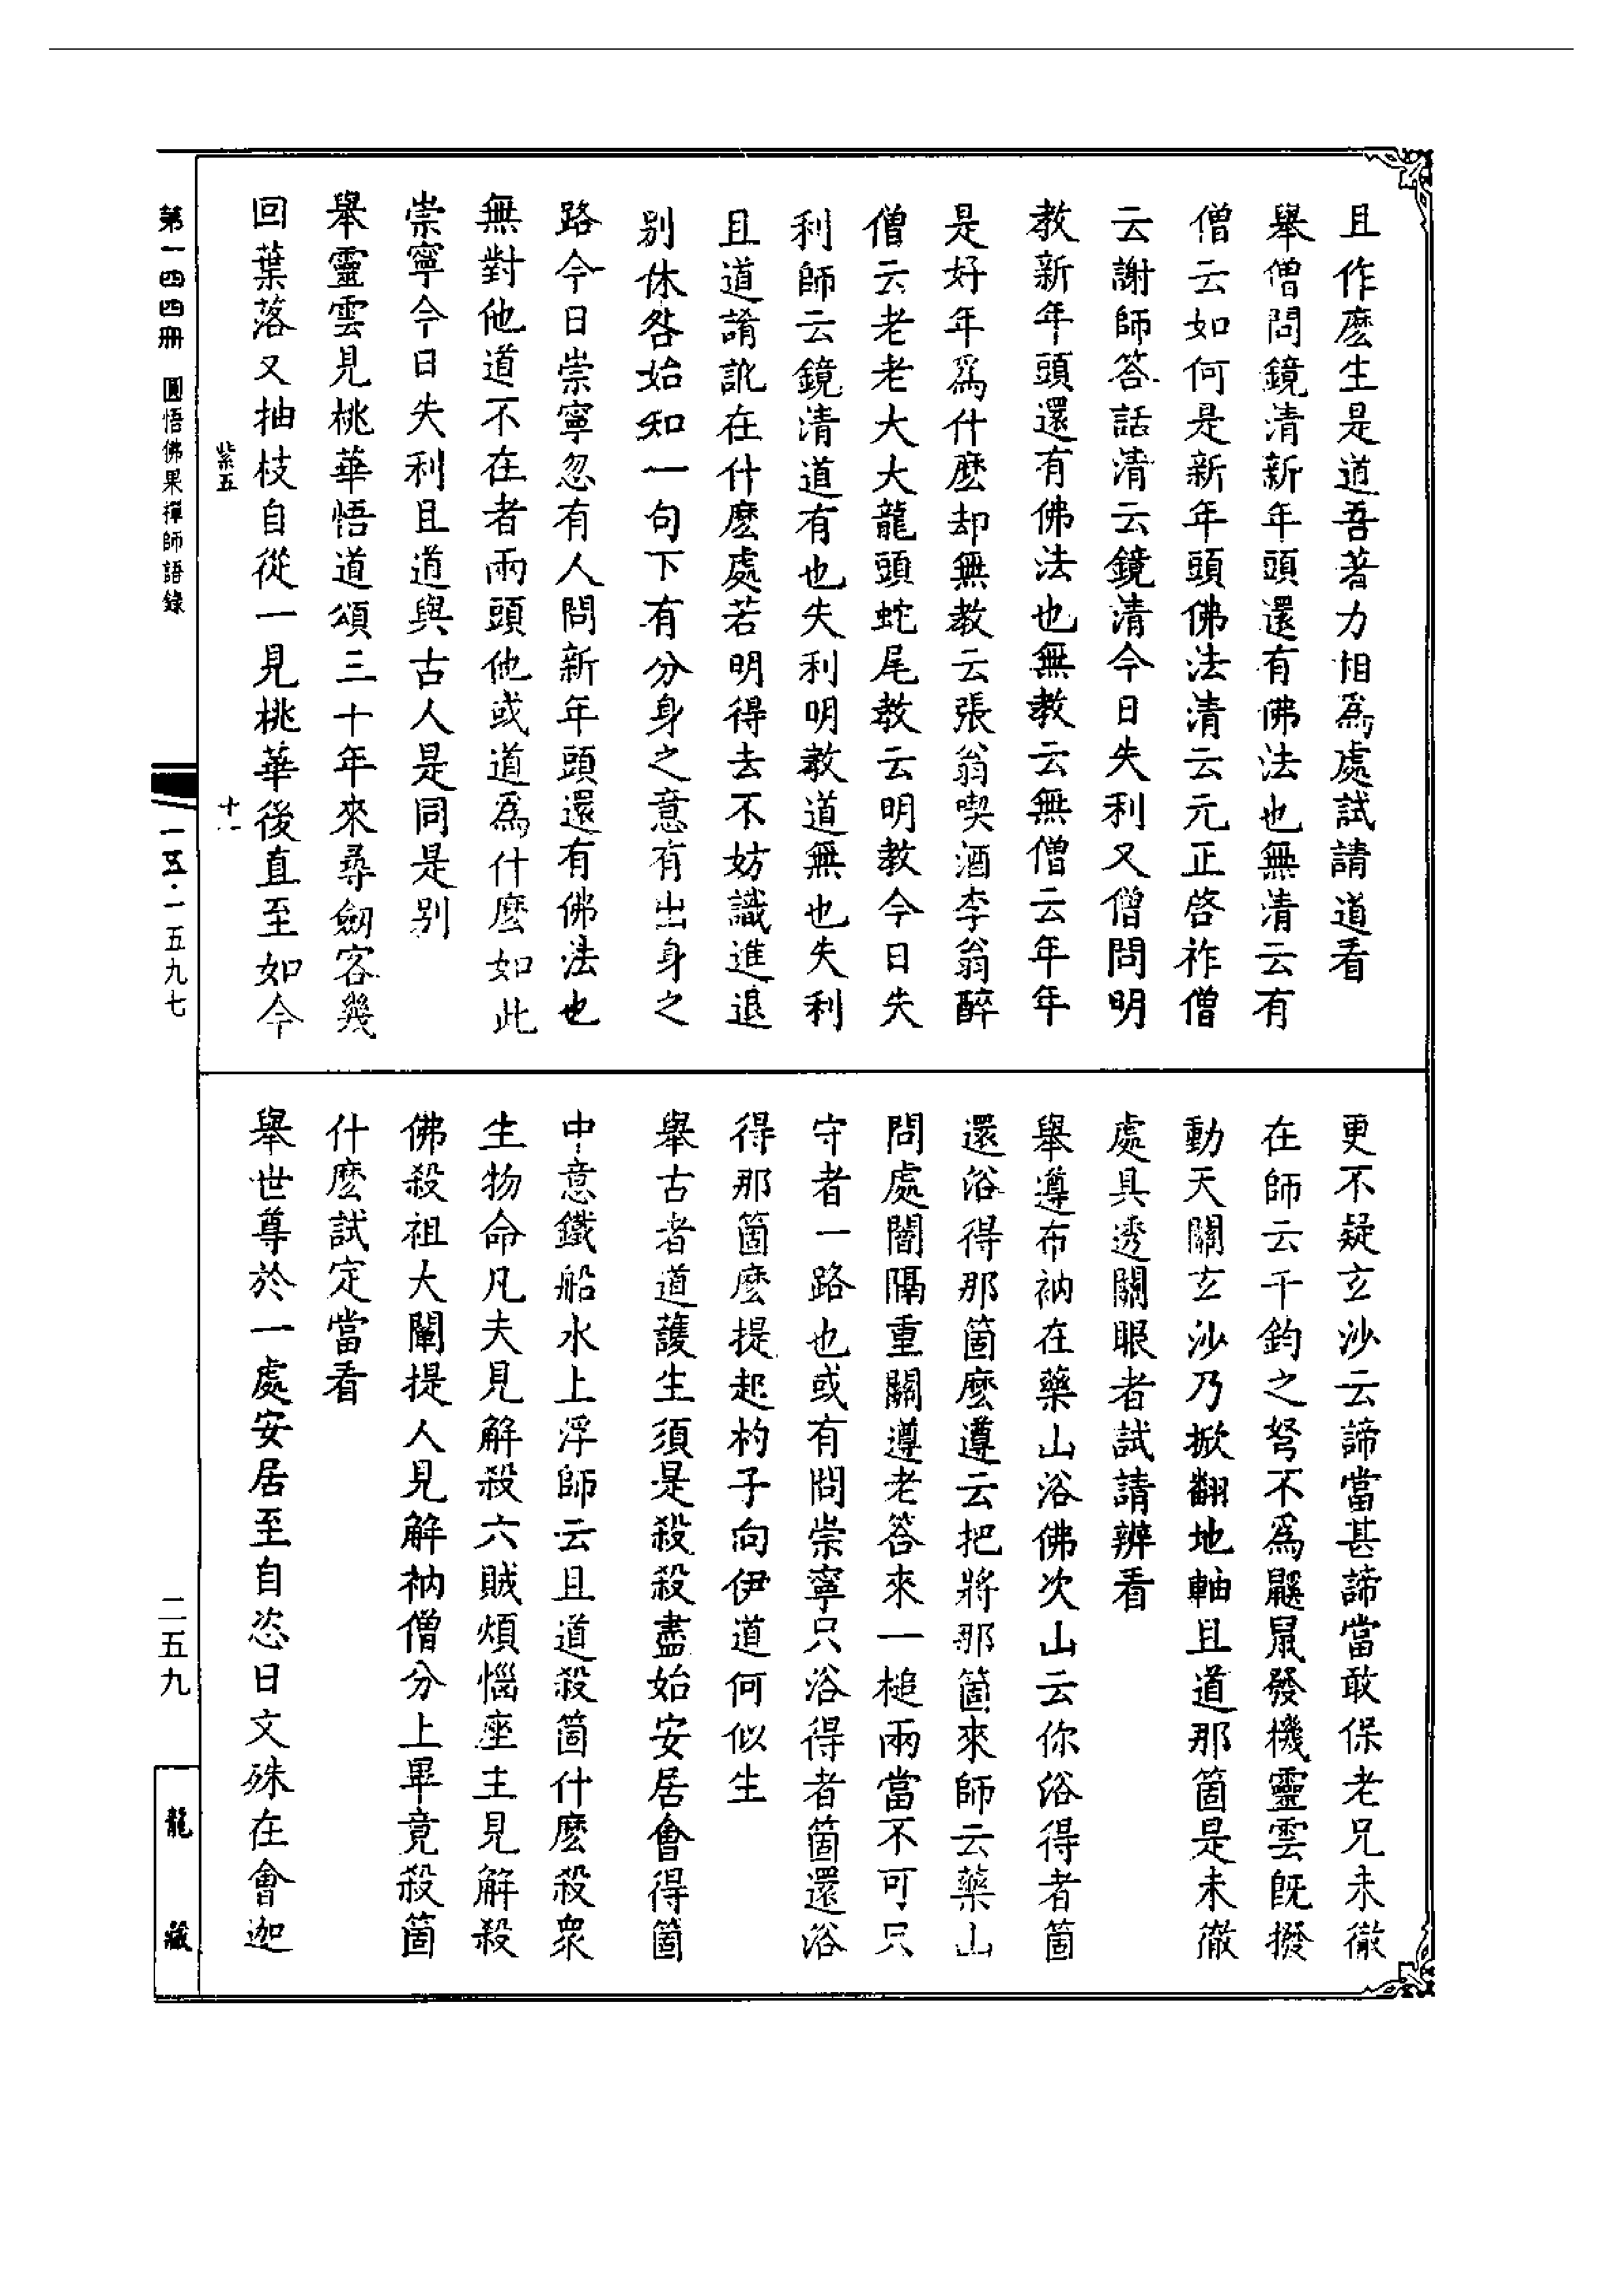 且作麽生是道吾著力相爲處試請道看
舉僧問鏡清新年頭還有佛法也無清云有
僧云如何是新年頭佛法清云元正啓祚僧
云謝師答話清云鏡清今日失利又僧問明
教新年頭還有佛法也無教云無僧云年年
是好年爲什麽却無教云張翁喫酒李翁醉
僧云老老大大龍頭蛇尾教云明教今日失
利師云鏡清道有也失利明教道無也失利
且道誵訛在什麽處若明得去不妨識進退
别休咎始知一句下有分身之意有出身之
路今日崇寧忽有人問新年頭還有佛法也
無對他道不在者兩頭他或道爲什麽如此
崇寧今日失利且道與古人是同是别
舉靈雲見桃華悟道頌三十年來尋劒客幾
回葉落又抽枝自從一見桃華後直至如今
更不疑玄沙云諦當甚諦當敢保老兄未徹
在師云千鈞之弩不爲鼷鼠發機靈雲旣撥
動天關玄沙乃掀翻地軸且道那箇是未徹
處具透關眼者試請辨看
舉遵布衲在藥山浴佛次山云你浴得者箇
還浴得那箇麽遵云把將那箇來師云藥山
問處闇隔重關遵老答來一槌兩當不可只
守者一路也或有問崇寧只浴得者箇還浴
得那箇麽提起杓子向伊道何似生
舉古者道護生須是殺殺盡始安居會得箇
中意鐵船水上浮師云且道殺箇什麽殺眾
生物命凡夫見解殺六賊煩惱座主見解殺
佛殺祖大闡提人見解衲僧分上畢竟殺箇
什麽試定當看
舉世尊於一處安居至自恣日文殊在會迦
紫五
十一
第一四四冊 圓悟佛果禪師語錄
一五·一五九七
二五九
龍藏